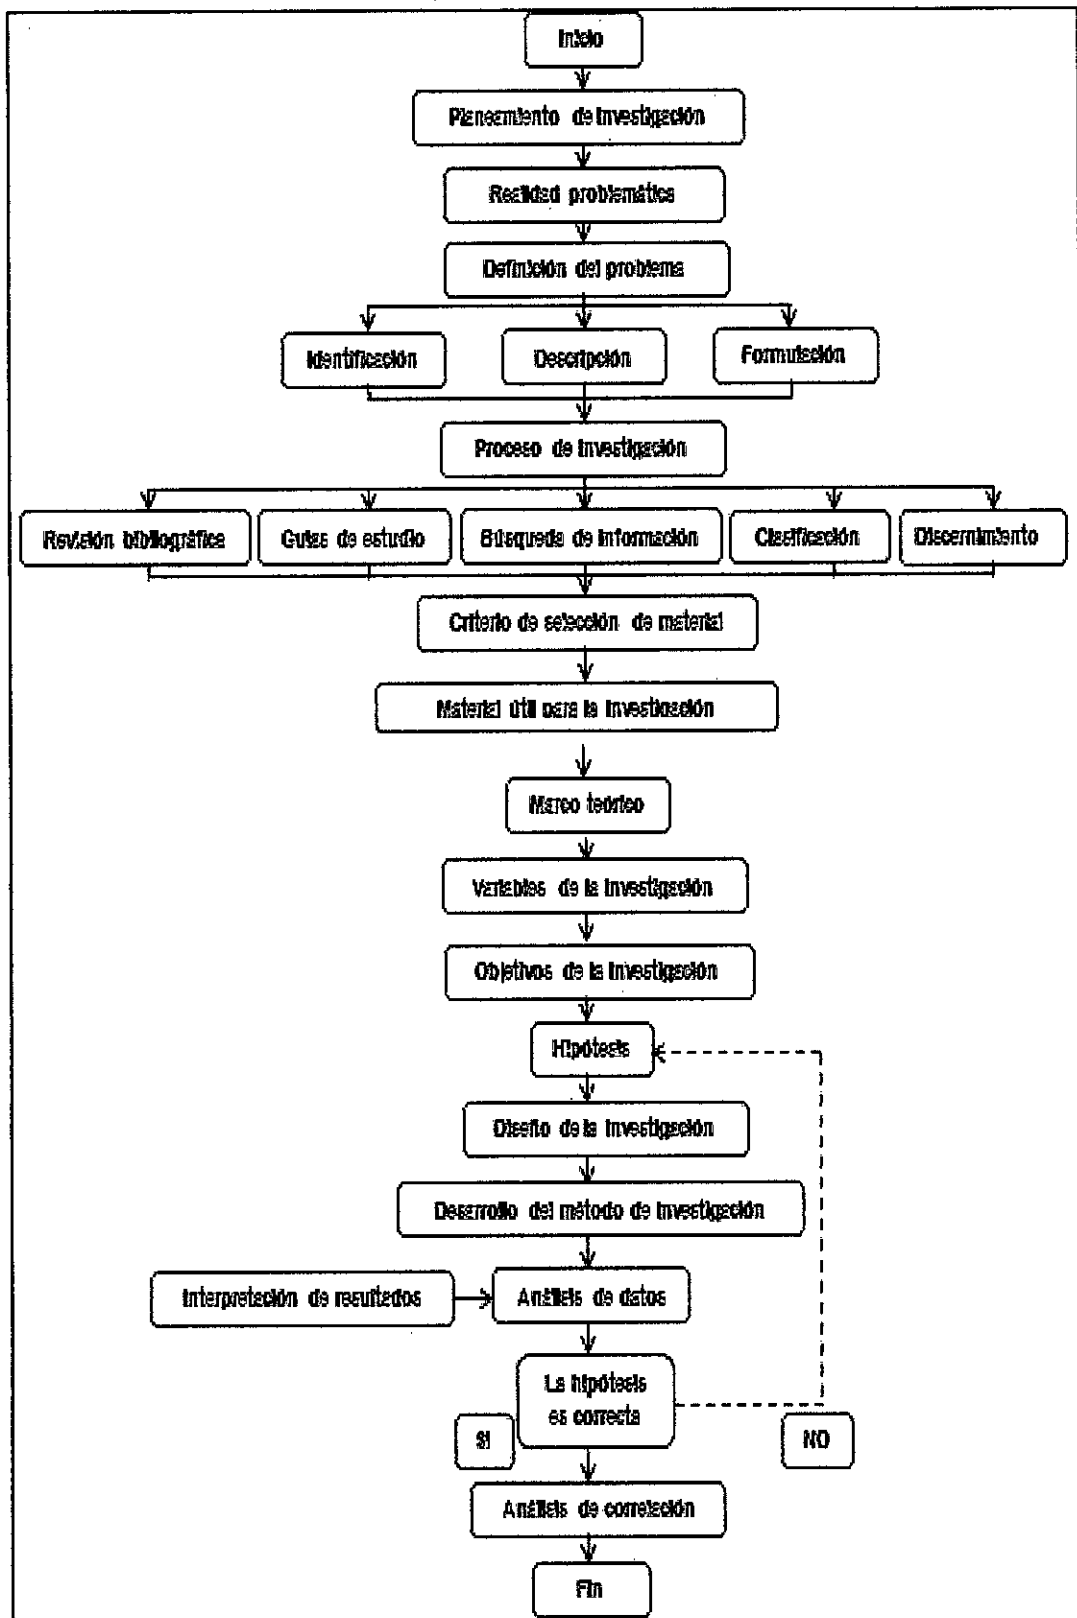 Inicio
Planeamiento de Investigación
Realidad problemática
Definición del problema
Identificación
Descripción
Formulación
Proceso de Investigación
Revisión bibliográfica
Guías de estudio
Búsqueda de Información
Clasificación
Discernimiento
Criterio de selección de material
Material útil para la Investigación
Marco teórico
Variables de la Investigación
Objetivos de la Investigación
Hipótesis
Diseño de la Investigación
Desarrollo del método de Investigación
Interpretación de resultados
Análisis de datos
La hipótesis
es correcta
SI
NO
Análisis de correlación
Fin